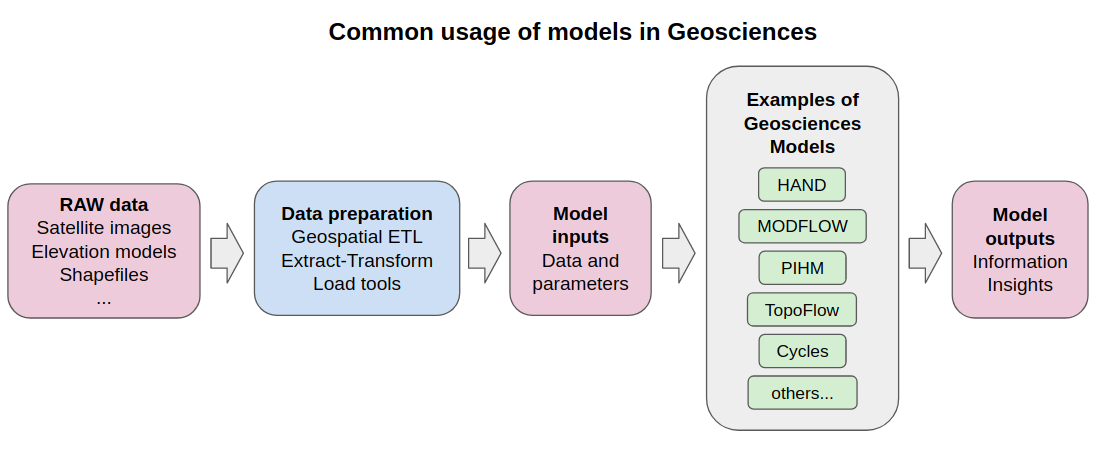 Common usage of models in Geosciences
RAW data
Satellite images
Elevation models
Shapefiles
...
Data preparation
Geospatial ETL
Extract-Transform
Load tools
Model
inputs
Data and
parameters
Examples of
Geosciences
Models
HAND
MODFLOW
PIHM
TopoFlow
Cycles
others...
Model
outputs
Information
Insights